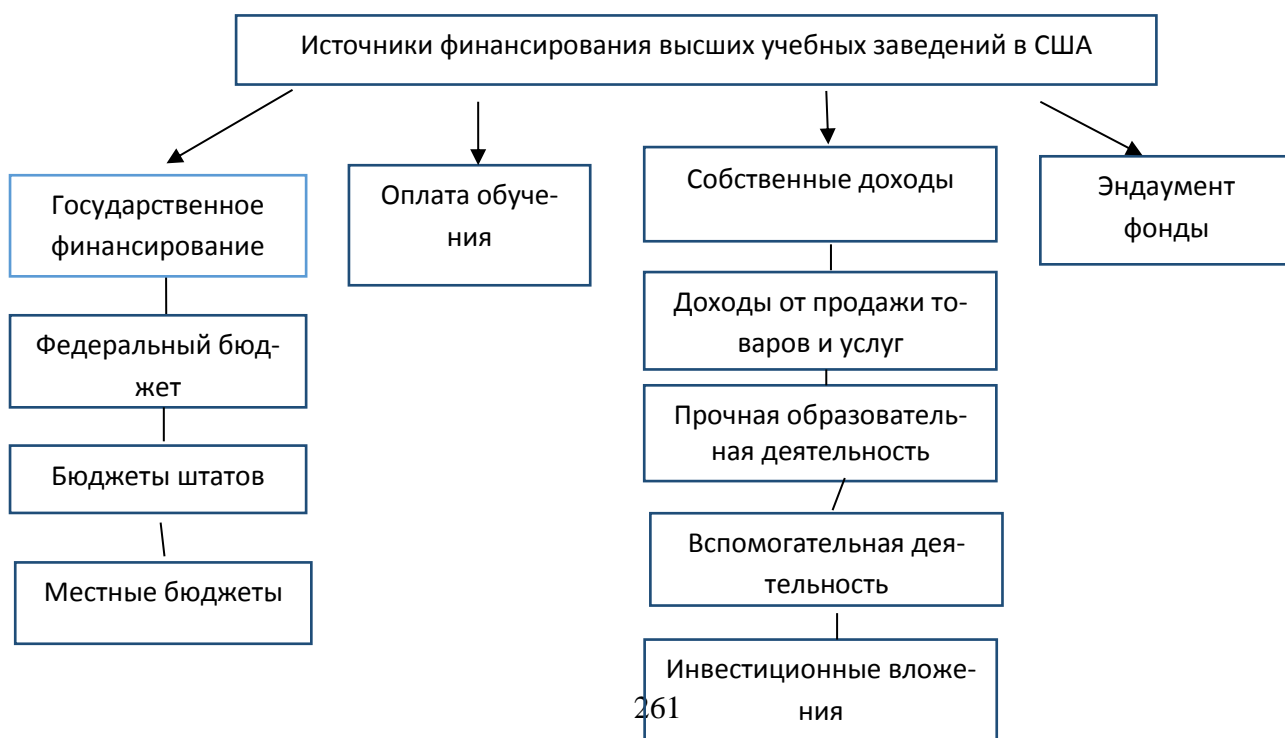 Источники финансирования высших учебных заведений в США
Государственное
финансирование
Федеральный бюд-
жет
Бюджеты штатов
Местные бюджеты
Оплата обуче-
ния
Собственные доходы
Доходы от продажи то-
варов и услуг
Прочная образователь-
ная деятельность
Вспомогательная дея-
тельность
Инвестиционные вложе-
ния
Эндаумент
фонды
261